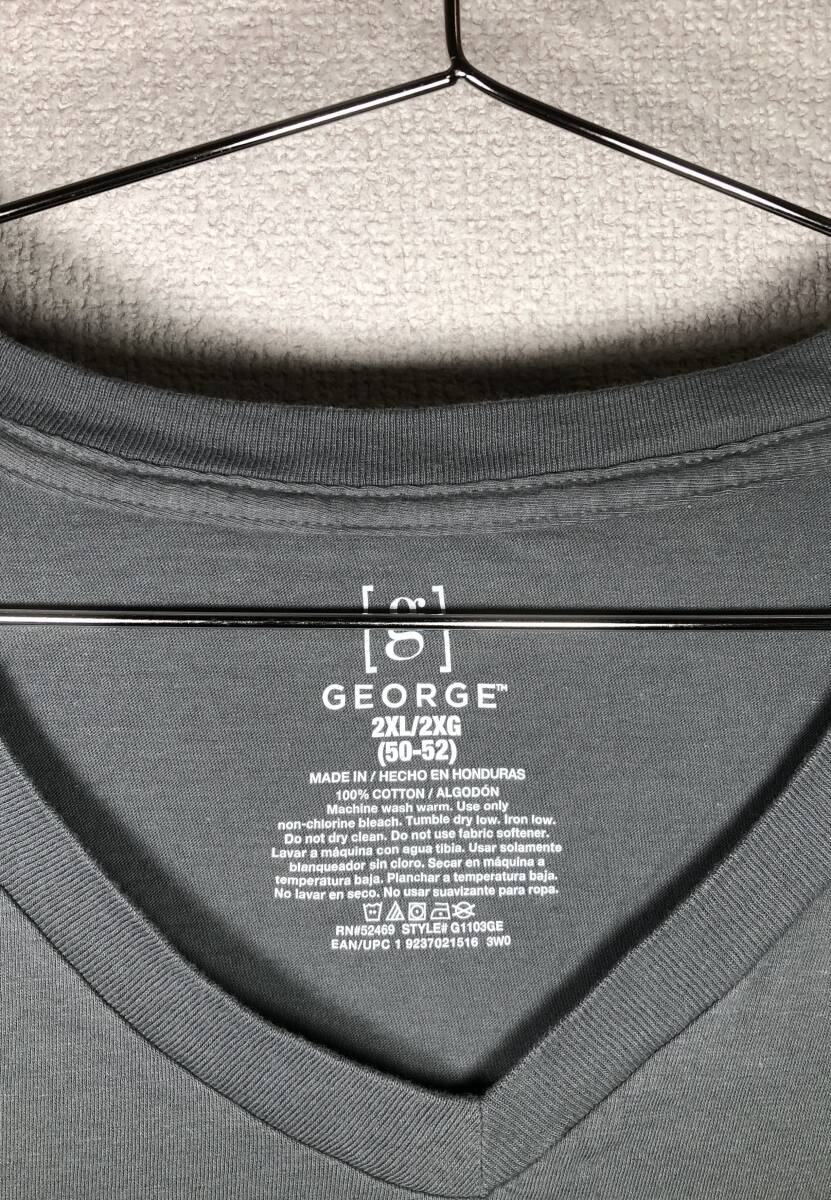 [g]
GEORGE™
2XL/2XG
(50-52)
MADE IN / HECHO EN HONDURAS
100% COTTON / ALGODÓN
Machine wash warm. Use only
non-chlorine bleach. Tumble dry low. Iron low.
Do not dry clean. Do not use fabric softener.
Lavar a máquina con agua tibia. Usar solamente
blanqueador sin cloro. Secar en máquina a
temperatura baja. Planchar a temperatura baja.
No lavar en seco. No usar suavizante para ropa.
RN#52469 STYLE# G1103GE
EAN/UPC 1 9237021516 3W0